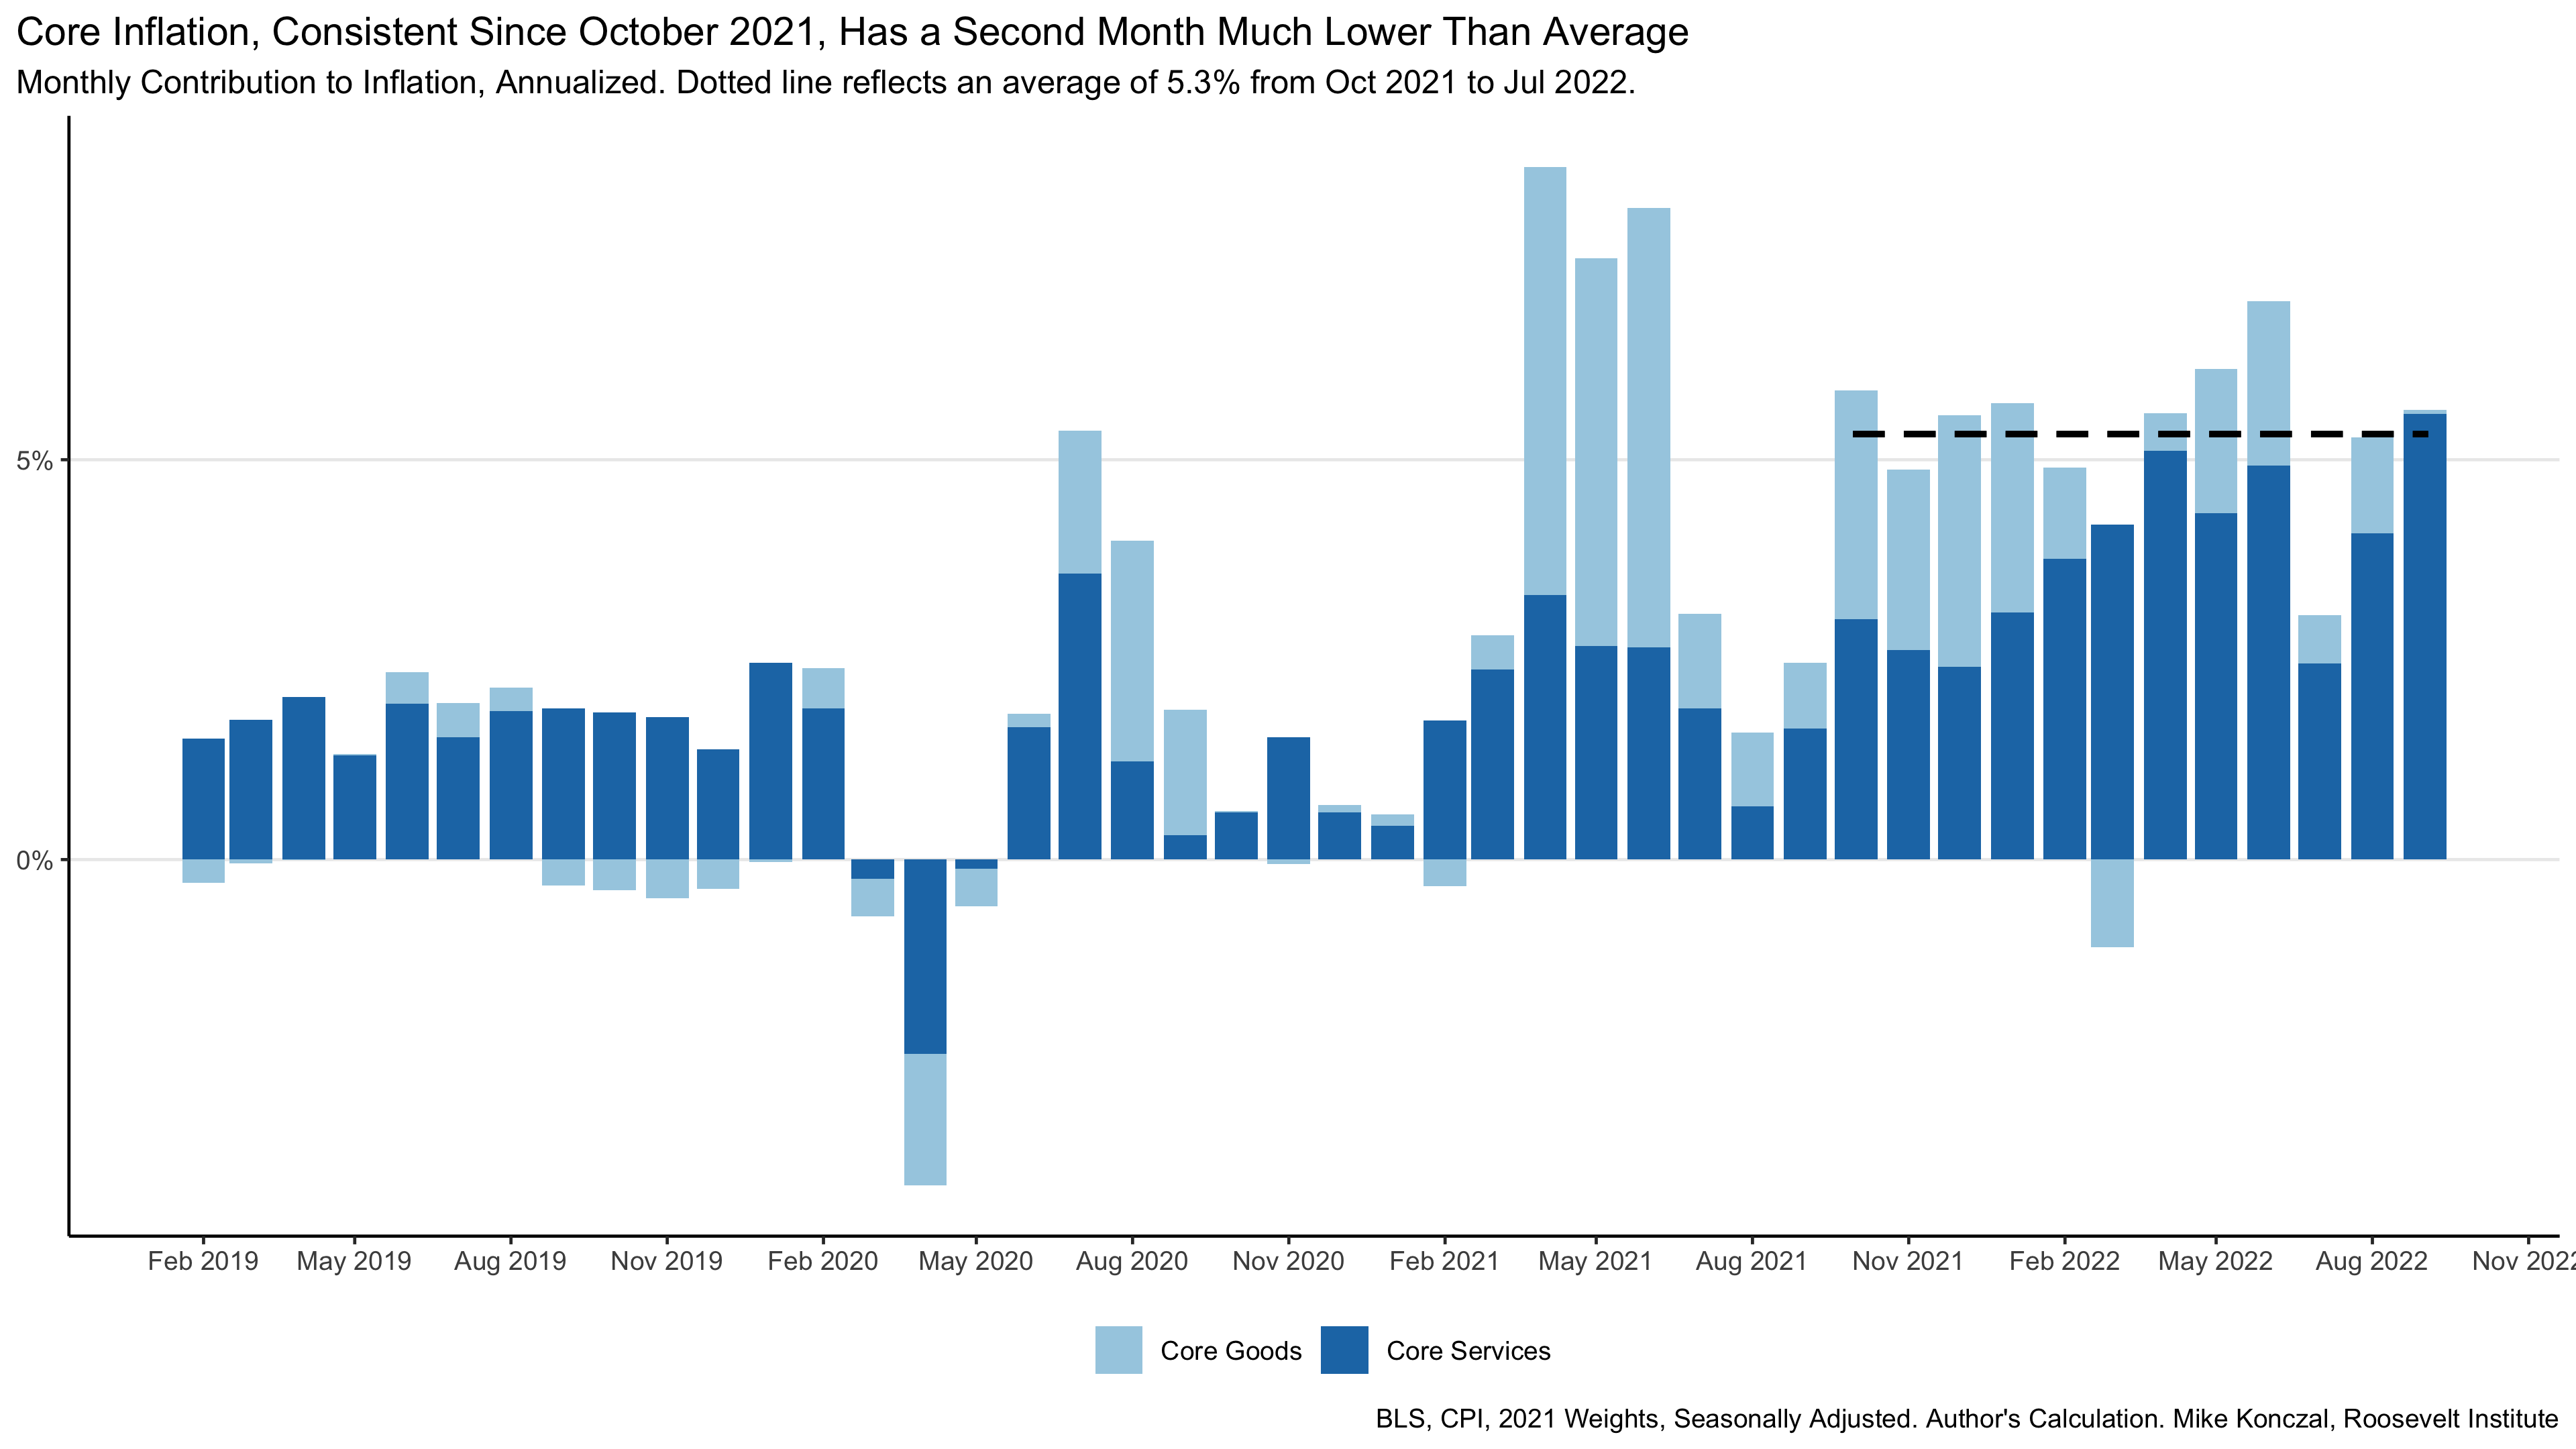 Core Inflation, Consistent Since October 2021, Has a Second Month Much Lower Than Average
Monthly Contribution to Inflation, Annualized. Dotted line reflects an average of 5.3% from Oct 2021 to Jul 2022.
5%
0%
Feb 2019 May 2019 Aug 2019 Nov 2019 Feb 2020 May 2020 Aug 2020 Nov 2020 Feb 2021 May 2021 Aug 2021 Nov 2021 Feb 2022 May 2022 Aug 2022 Nov 2022
Core Goods Core Services
BLS, CPI, 2021 Weights, Seasonally Adjusted. Author's Calculation. Mike Konczal, Roosevelt Institute